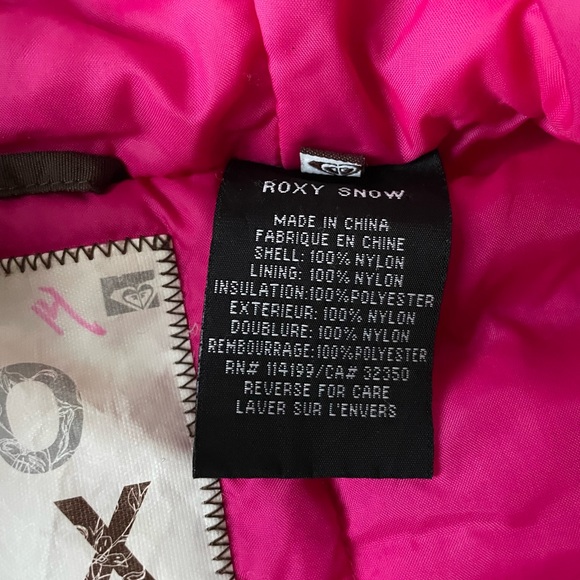 ROXY SNOW
MADE IN CHINA
FABRIQUE EN CHINE
SHELL: 100% NYLON
LINING: 100% NYLON
INSULATION:100%POLYESTER
EXTERIEUR: 100% NYLON
DOUBLURE: 100% NYLON
REMBOURRAGE:100%POLYESTER
RN# 114199/CA# 32350
REVERSE FOR CARE
LAVER SUR L'ENVERS
O
X